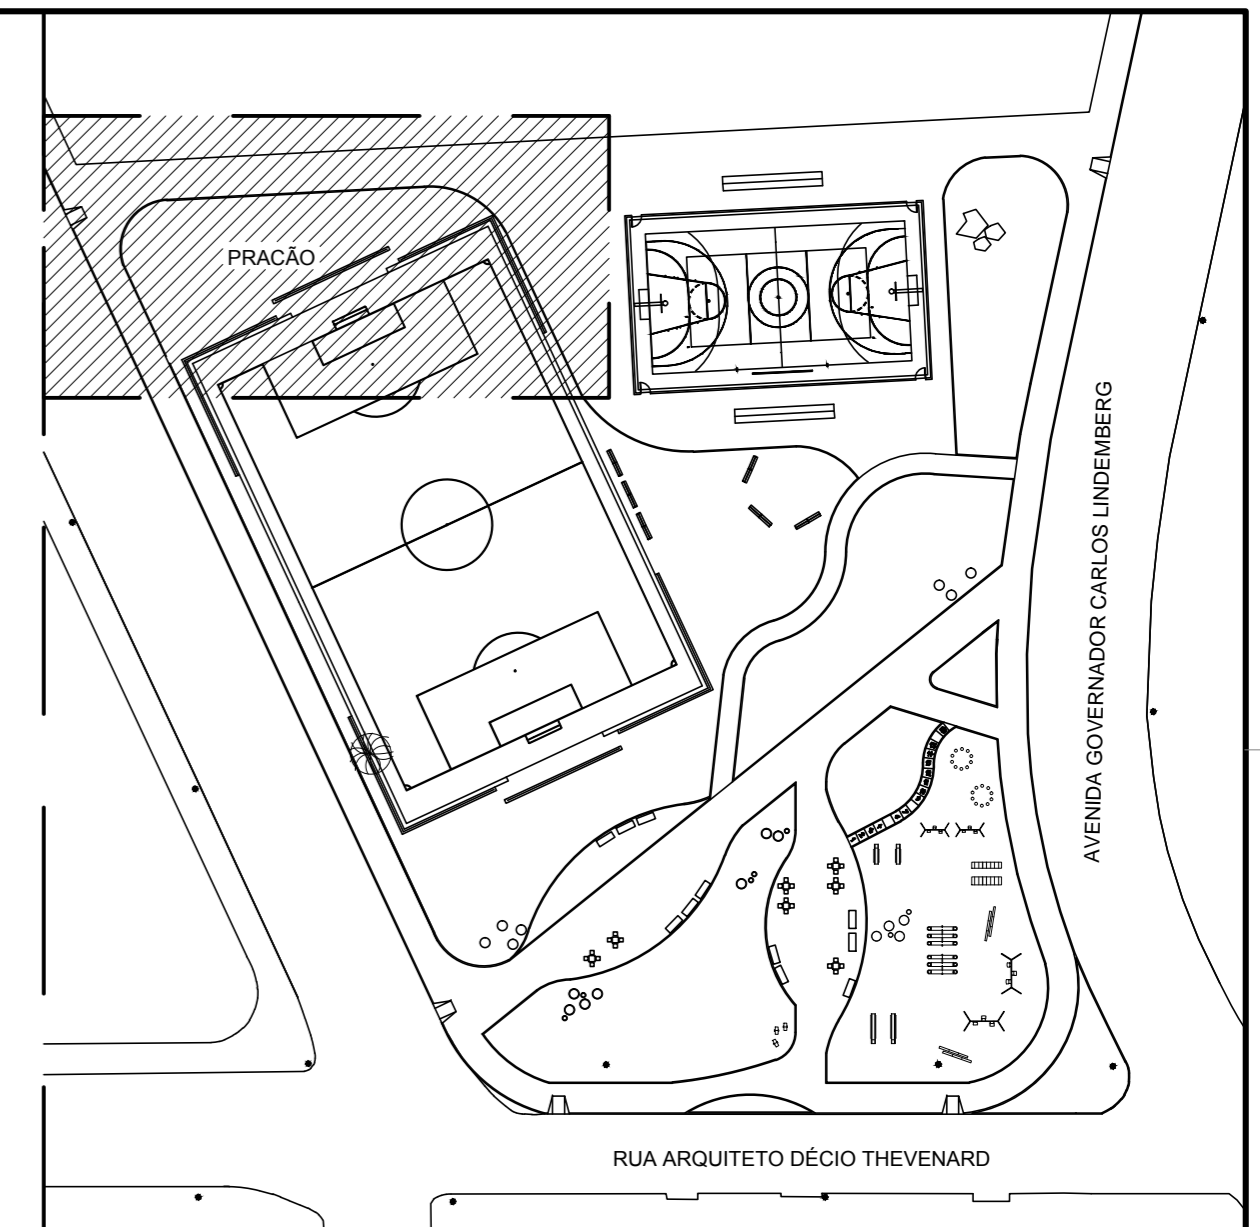 PRACÃO
AVENIDA GOVERNADOR CARLOS LINDEMBERG
RUA ARQUITETO DÉCIO THEVENARD